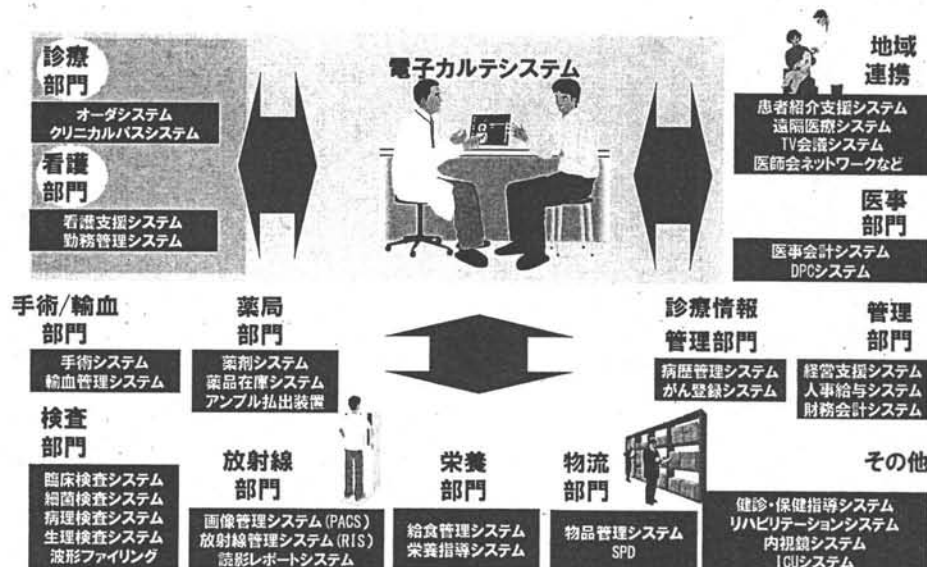 診療
部門
オーダシステム
クリニカルパスシステム
看護
部門
看護支援システム
勤務管理システム
電子カルテシステム
地域
連携
患者紹介支援システム
遠隔医療システム
TV会議システム
医師会ネットワークなど
医事
部門
医事会計システム
DPCシステム
手術/輸血
部門
手術システム
輸血管理システム
薬局
部門
薬剤システム
薬品在庫システム
アンプル払出装置
診療情報
管理部門
病歴管理システム
がん登録システム
管理
部門
経営支援システム
人事給与システム
財務会計システム
検査
部門
臨床検査システム
細菌検査システム
病理検査システム
生理検査システム
波形ファイリング
放射線
部門
画像管理システム(PACS)
放射線管理システム(RIS)
読影レポートシステム
栄養
部門
給食管理システム
栄養指導システム
物流
部門
物品管理システム
SPD
その他
健診・保健指導システム
リハビリテーションシステム
内視鏡システム
ICUシステム